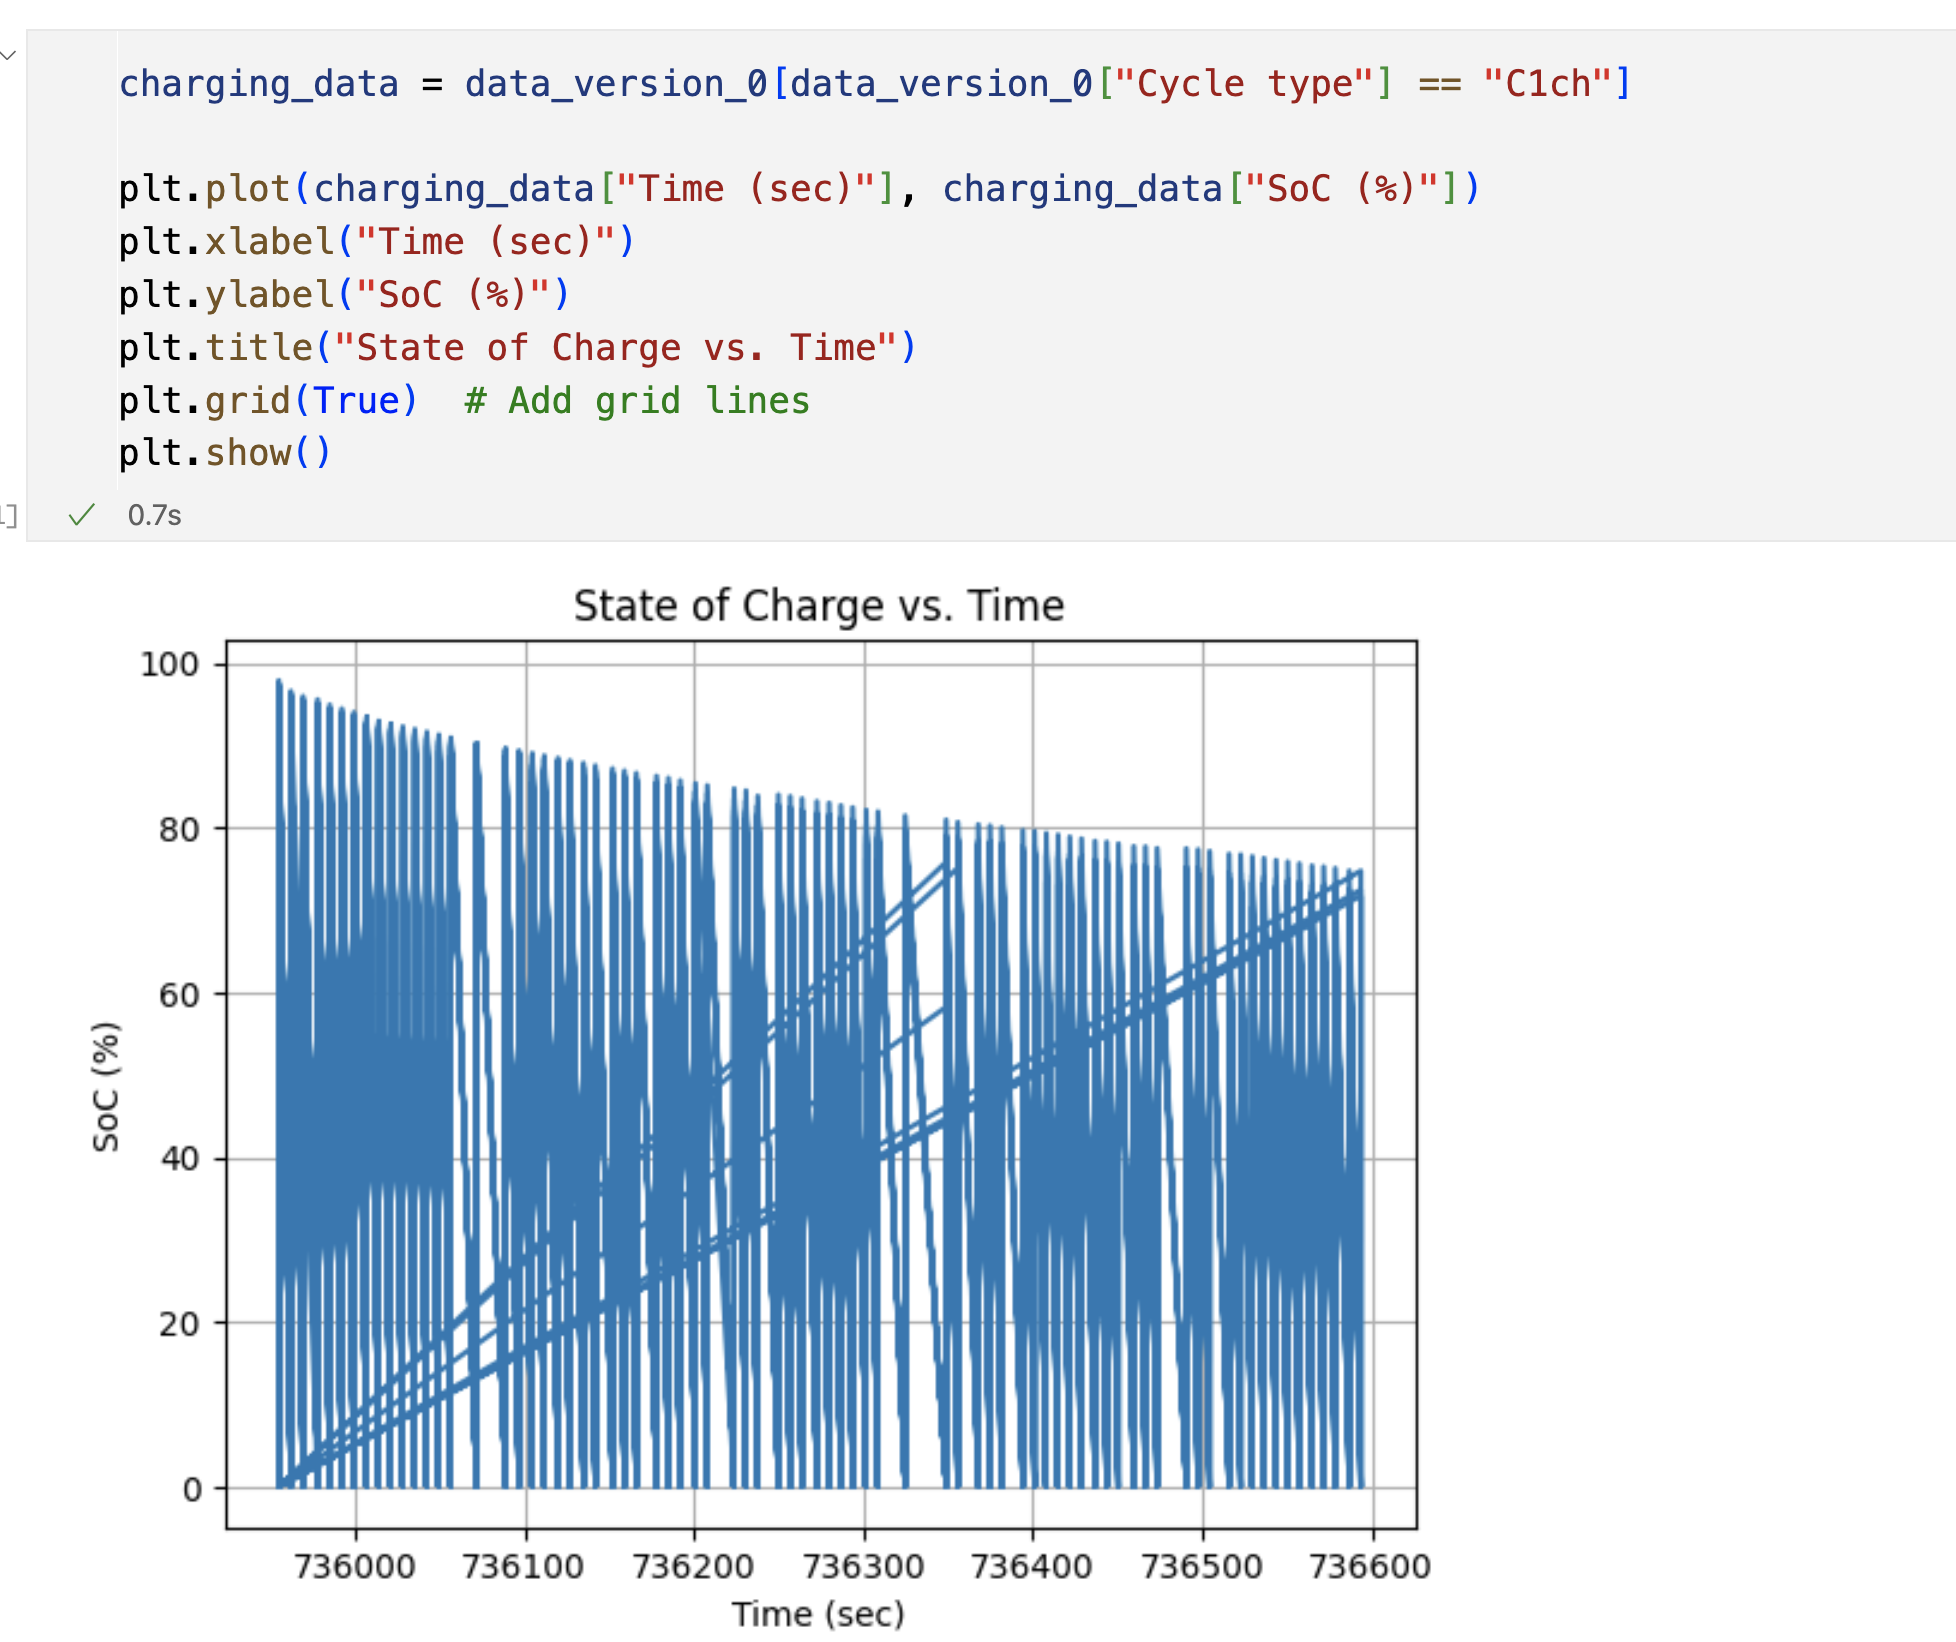 charging_data = data_version_0[data_version_0["Cycle type"] == "C1ch"]
plt.plot(charging_data["Time (sec)"], charging_data["SoC (%)"])
plt.xlabel("Time (sec)")
plt.ylabel("SoC (%)")
plt.title("State of Charge vs. Time")
plt.grid(True)  # Add grid lines
plt.show()
0.7s
State of Charge vs. Time
100
80
60
40
20
0
SoC (%)
736000 736100 736200 736300 736400 736500 736600
Time (sec)